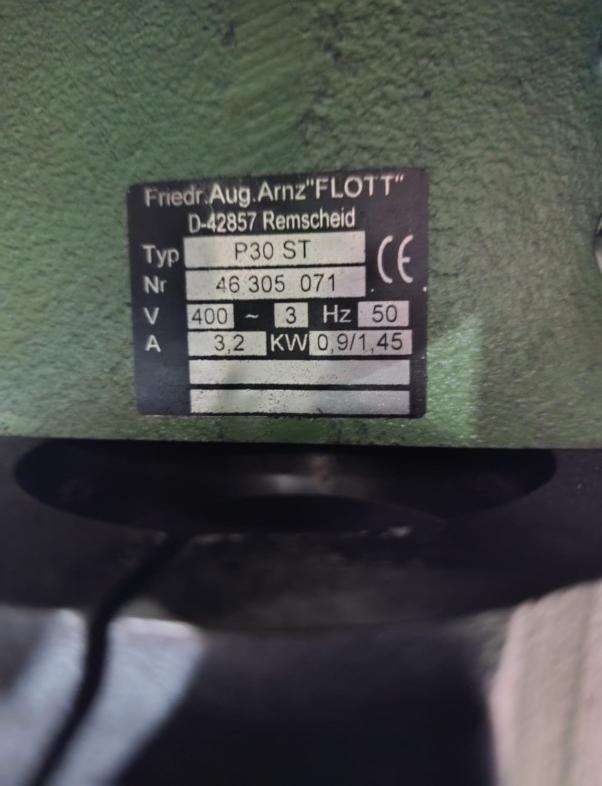 Friedr.Aug.Arnz"FLOTT"
D-42857 Remscheid
Typ P30 ST CE
Nr 46 305 071
V 400 ~ 3 Hz 50
A 3,2 KW 0,9/1,45